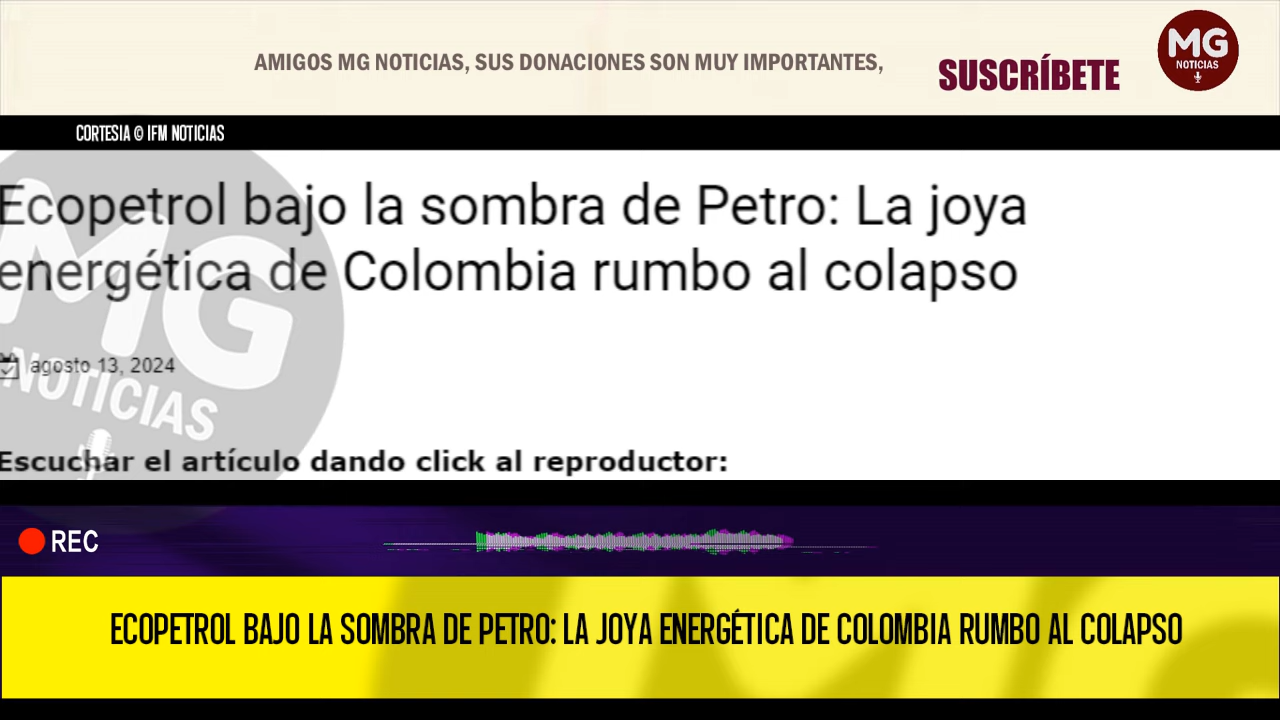 AMIGOS MG NOTICIAS, SUS DONACIONES SON MUY IMPORTANTES,
SUSCRÍBETE
MG
NOTICIAS
CORTESIA © IFM NOTICIAS
Ecopetrol bajo la sombra de Petro: La joya
energética de Colombia rumbo al colapso
MG
NOTICIAS
agosto 13, 2024
Escuchar el artículo dando click al reproductor:
REC
ECOPETROL BAJO LA SOMBRA DE PETRO: LA JOYA ENERGÉTICA DE COLOMBIA RUMBO AL COLAPSO